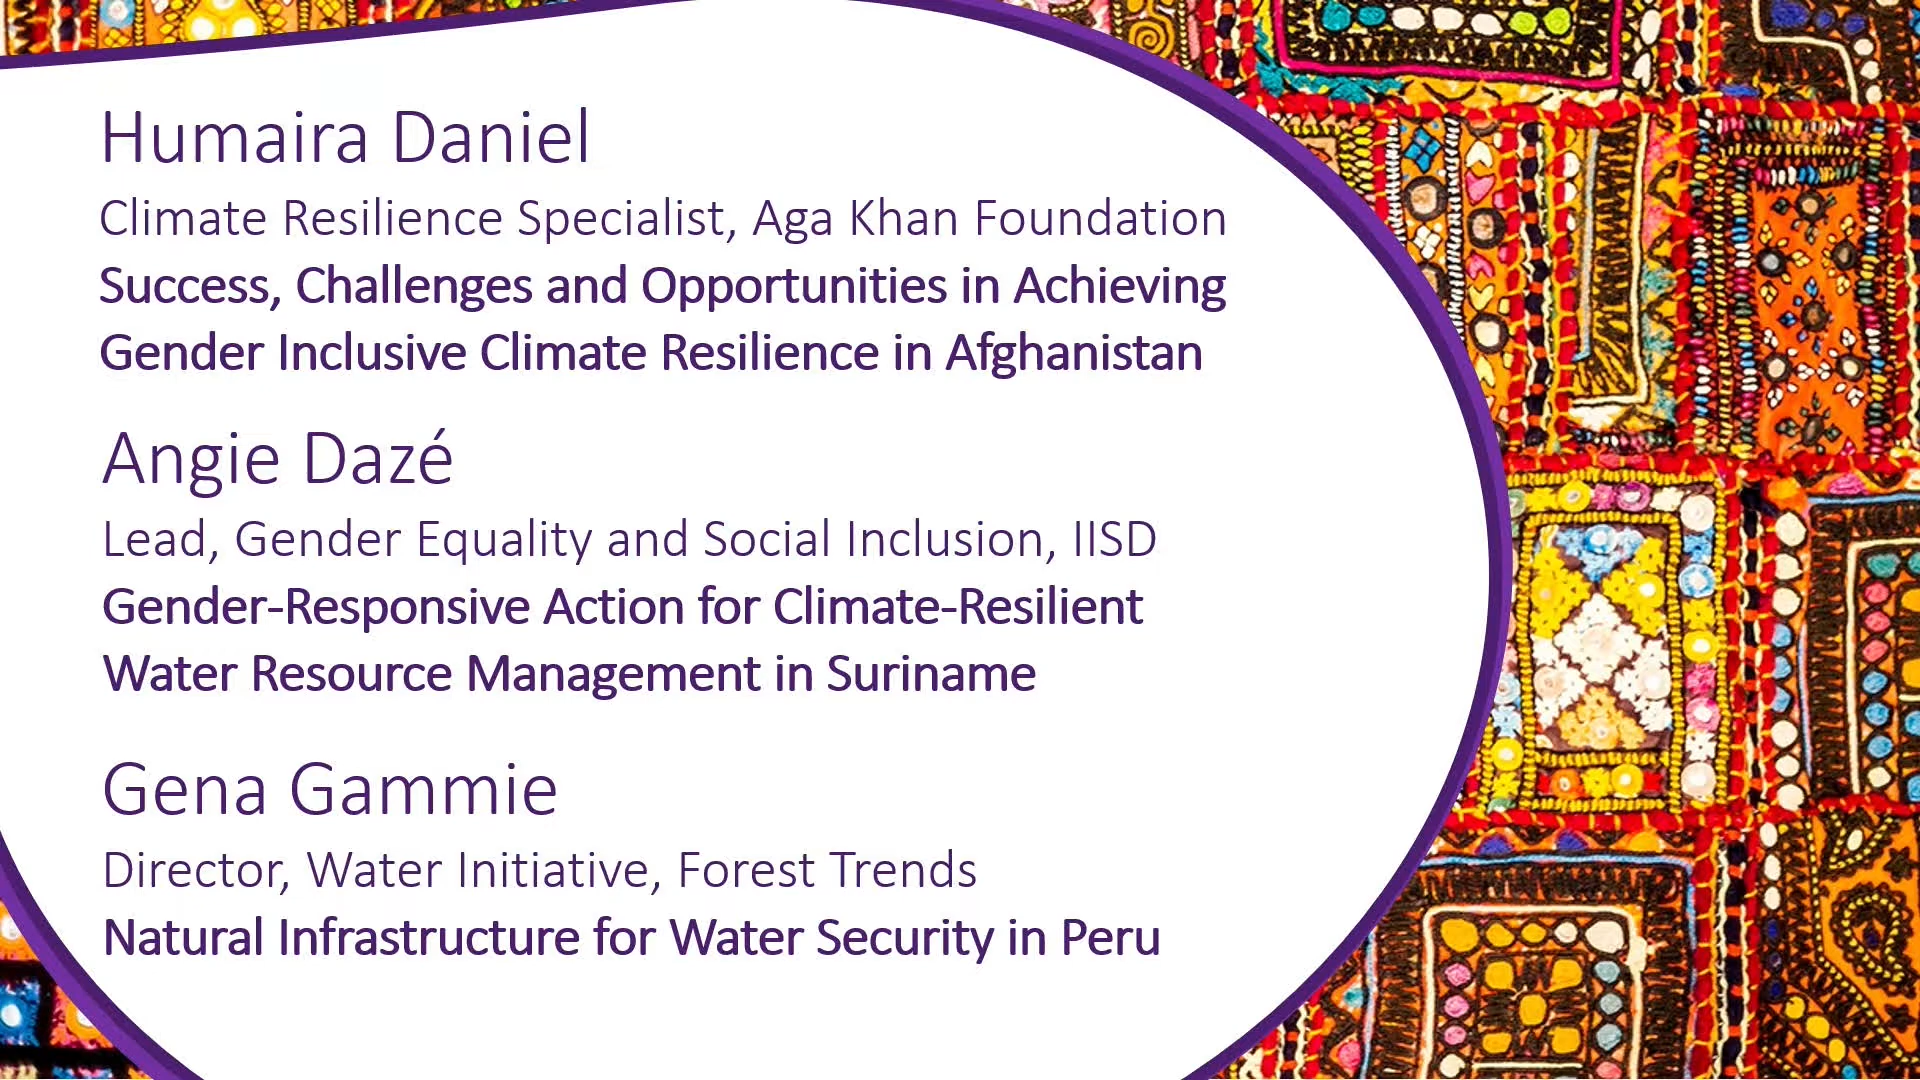 Humaira Daniel
Climate Resilience Specialist, Aga Khan Foundation
Success, Challenges and Opportunities in Achieving
Gender Inclusive Climate Resilience in Afghanistan
Angie Dazé
Lead, Gender Equality and Social Inclusion, IISD
Gender-Responsive Action for Climate-Resilient
Water Resource Management in Suriname
Gena Gammie
Director, Water Initiative, Forest Trends
Natural Infrastructure for Water Security in Peru